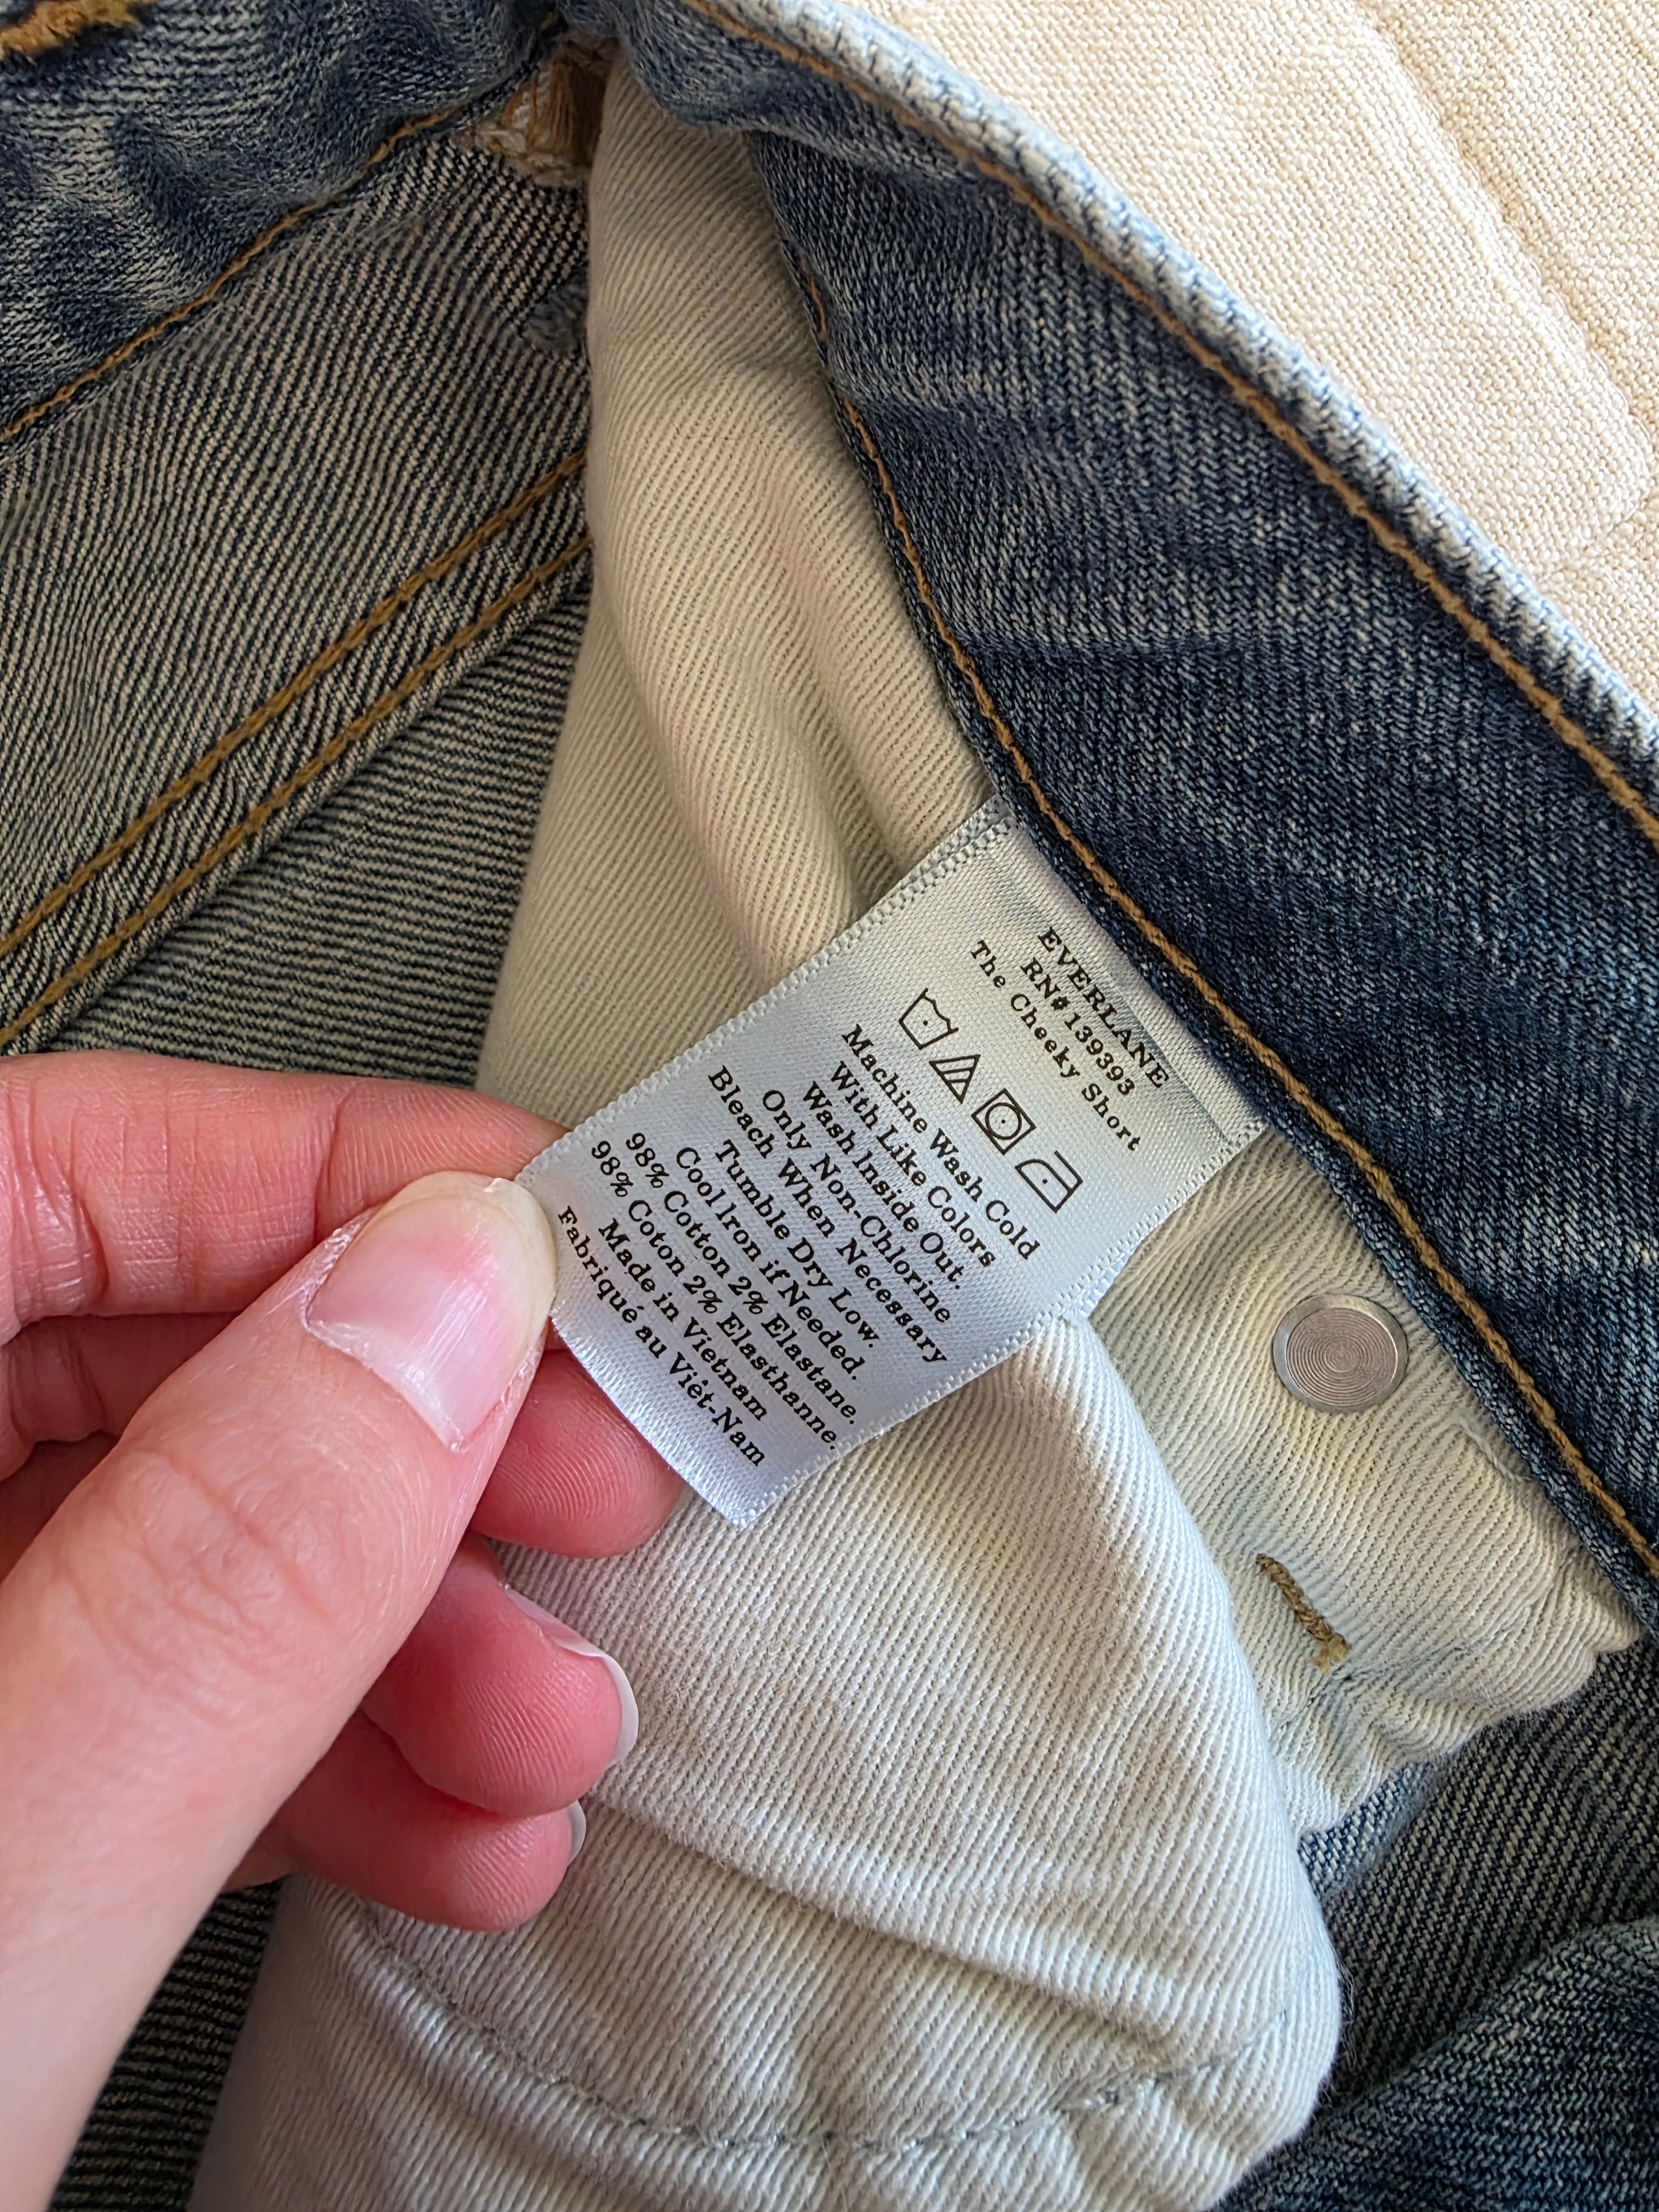 EVERLANE
RN# 139393
The Cheeky Short
Machine Wash Cold
With Like Colors
Wash Inside Out.
Only Non-Chlorine
Bleach When Necessary
Tumble Dry Low.
Cool Iron if Needed.
98% Cotton 2% Elastane.
98% Coton 2% Elasthanne.
Made in Vietnam
Fabriqué au Viêt-Nam